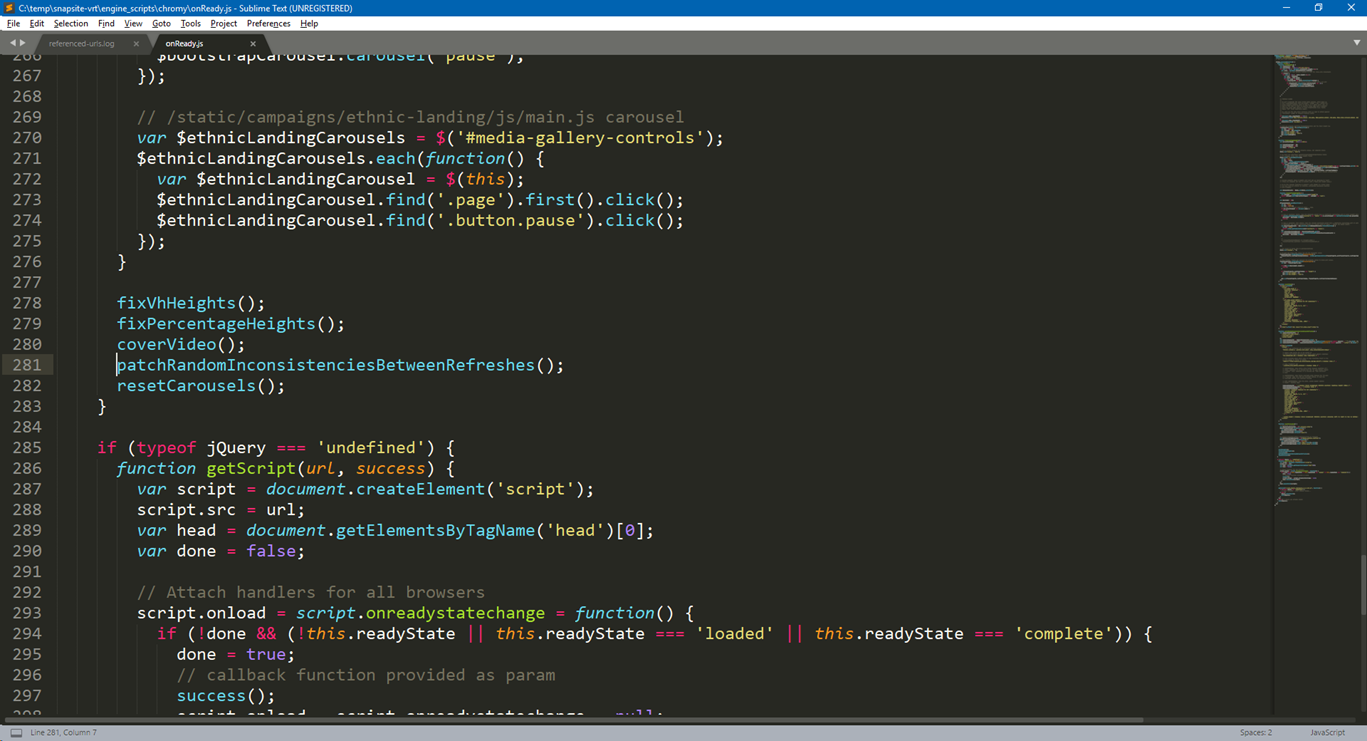 C:\temp\snapsite-vrt\engine_scripts\chromy\onReady.js - Sublime Text (UNREGISTERED)
File Edit Selection Find View Goto Tools Project Preferences Help
referenced-urls.log × onReady.js ×
266 $bootstrapCarousel.carousel('pause');
267 });
268
269 // /static/campaigns/ethnic-landing/js/main.js carousel
270 var $ethnicLandingCarousels = $('#media-gallery-controls');
271 $ethnicLandingCarousels.each(function() {
272 var $ethnicLandingCarousel = $(this);
273 $ethnicLandingCarousel.find('.page').first().click();
274 $ethnicLandingCarousel.find('.button.pause').click();
275 });
276 }
277
278 fixVhHeights();
279 fixPercentageHeights();
280 coverVideo();
281 patchRandomInconsistenciesBetweenRefreshes();
282 resetCarousels();
283 }
284
285 if (typeof jQuery === 'undefined') {
286 function getScript(url, success) {
287 var script = document.createElement('script');
288 script.src = url;
289 var head = document.getElementsByTagName('head')[0];
290 var done = false;
291
292 // Attach handlers for all browsers
293 script.onload = script.onreadystatechange = function() {
294 if (!done && (!this.readyState || this.readyState === 'loaded' || this.readyState === 'complete')) {
295 done = true;
296 // callback function provided as param
297 success();
298 script.onload = script.onreadystatechange = null;
Line 281, Column 7 Spaces: 2 JavaScript